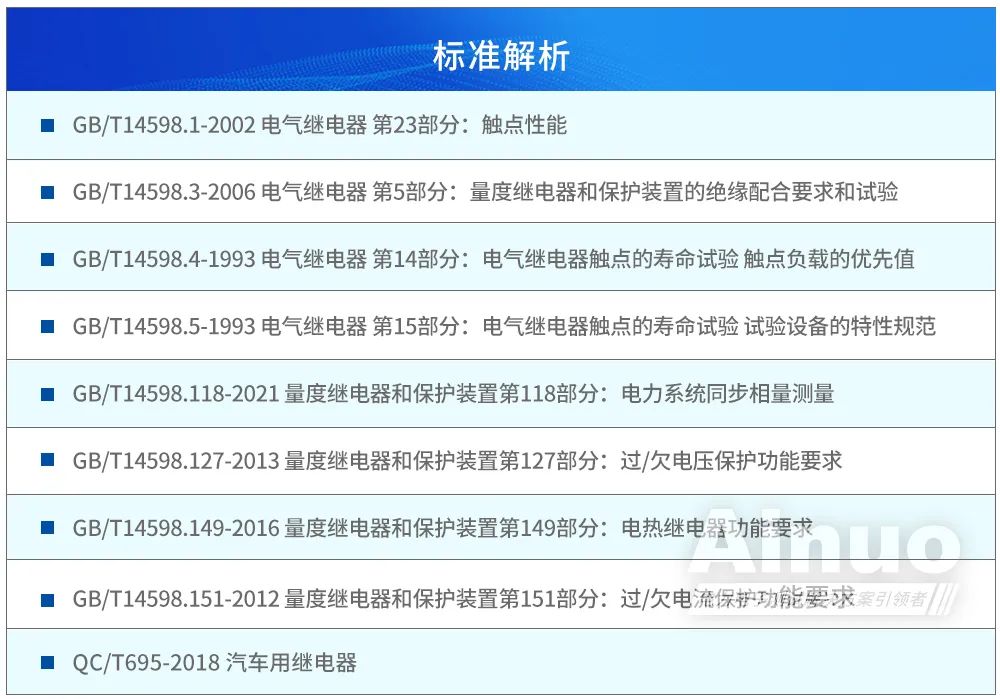 标准解析
GB/T14598.1-2002 电气继电器 第23部分：触点性能
GB/T14598.3-2006 电气继电器 第5部分：量度继电器和保护装置的绝缘配合要求和试验
GB/T14598.4-1993 电气继电器 第14部分：电气继电器触点的寿命试验 触点负载的优先值
GB/T14598.5-1993 电气继电器 第15部分：电气继电器触点的寿命试验 试验设备的特性规范
GB/T14598.118-2021 量度继电器和保护装置第118部分：电力系统同步相量测量
GB/T14598.127-2013 量度继电器和保护装置第127部分：过/欠电压保护功能要求
GB/T14598.149-2016 量度继电器和保护装置第149部分：电热继电器功能要求
Ainuo
GB/T14598.151-2012 量度继电器和保护装置第151部分：过/欠电流保护功能要求
案引领者
QC/T695-2018 汽车用继电器